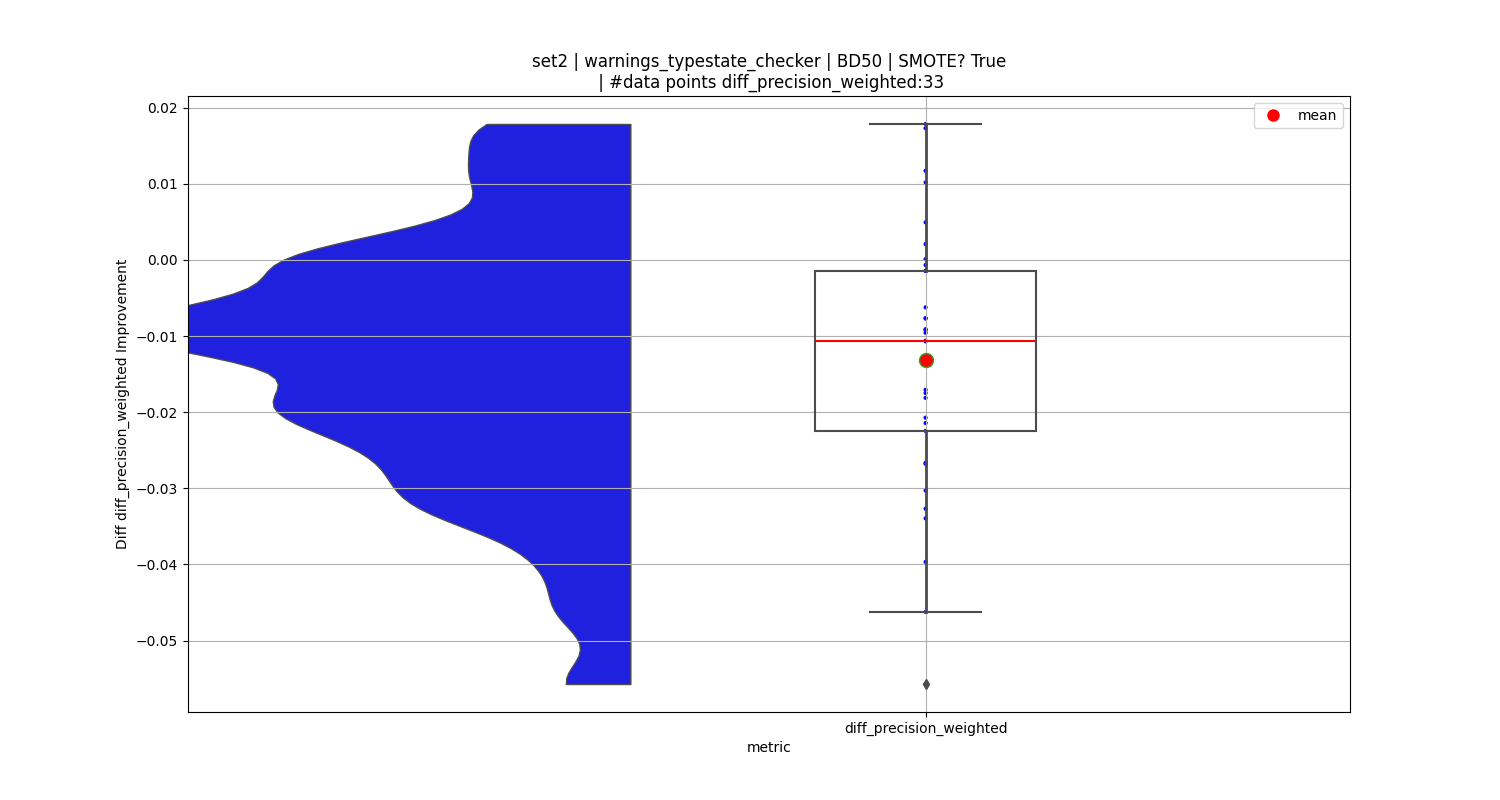 set2 | warnings_typestate_checker | BD50 | SMOTE? True
| #data points diff_precision_weighted:33
mean
0.02
0.01
0.00
−0.01
−0.02
−0.03
−0.04
−0.05
Diff diff_precision_weighted Improvement
diff_precision_weighted
metric